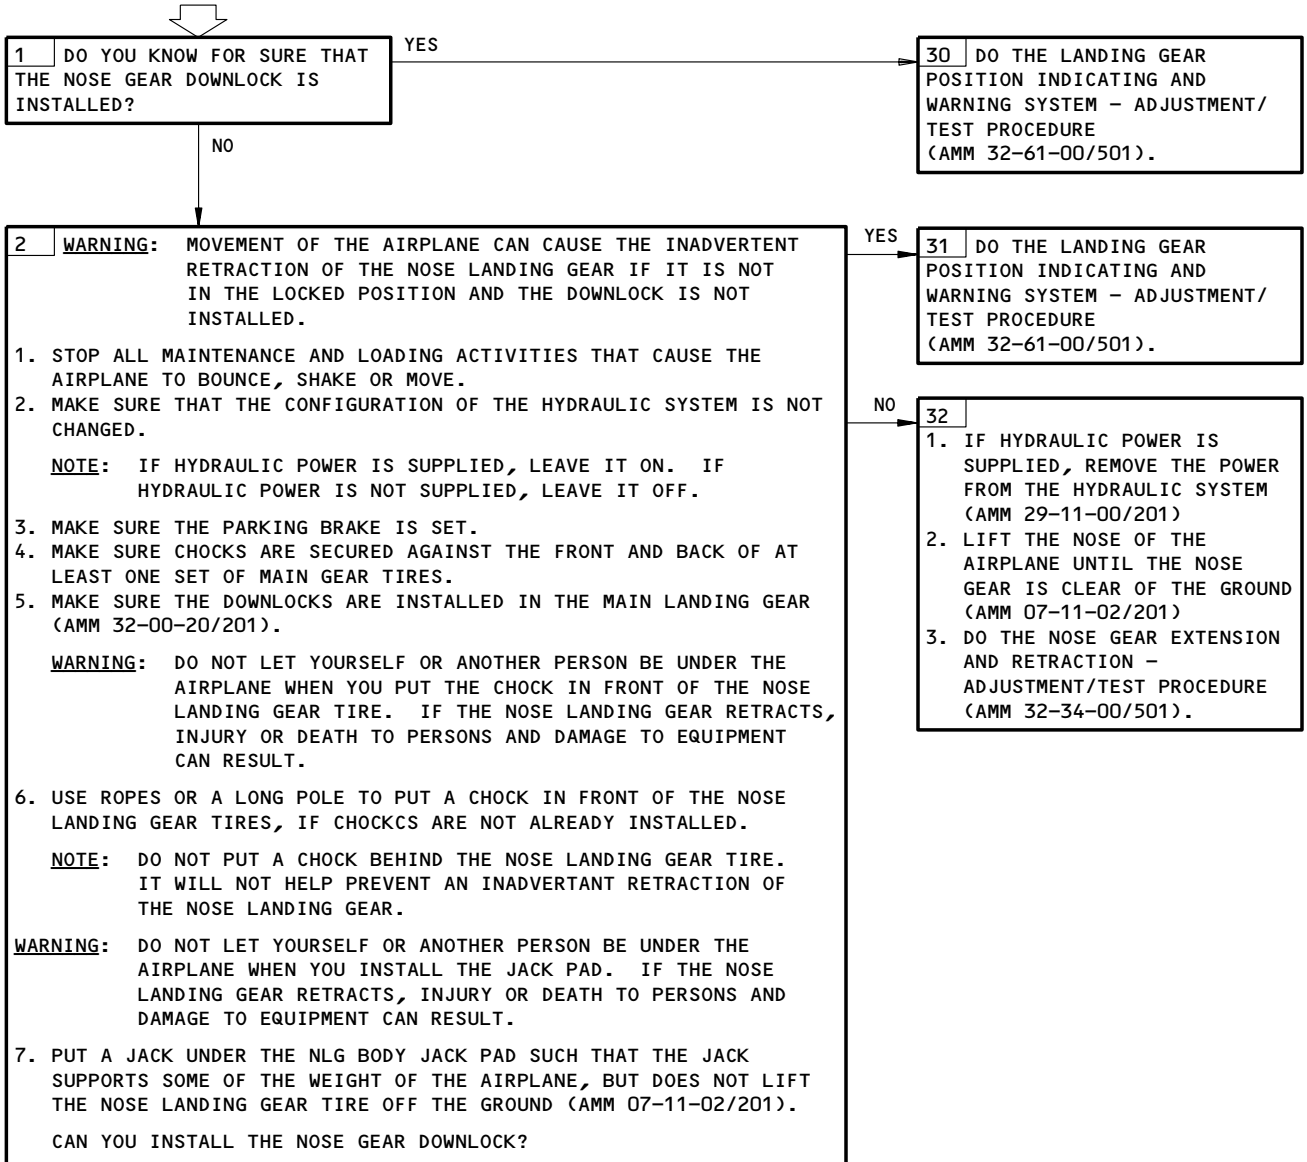 1 DO YOU KNOW FOR SURE THAT
THE NOSE GEAR DOWNLOCK IS
INSTALLED?
YES
30 DO THE LANDING GEAR
POSITION INDICATING AND
WARNING SYSTEM – ADJUSTMENT/
TEST PROCEDURE
(AMM 32–61–00/501).
NO
2 WARNING: MOVEMENT OF THE AIRPLANE CAN CAUSE THE INADVERTENT
RETRACTION OF THE NOSE LANDING GEAR IF IT IS NOT
IN THE LOCKED POSITION AND THE DOWNLOCK IS NOT
INSTALLED.
1. STOP ALL MAINTENANCE AND LOADING ACTIVITIES THAT CAUSE THE
AIRPLANE TO BOUNCE, SHAKE OR MOVE.
2. MAKE SURE THAT THE CONFIGURATION OF THE HYDRAULIC SYSTEM IS NOT
CHANGED.
NOTE: IF HYDRAULIC POWER IS SUPPLIED, LEAVE IT ON. IF
HYDRAULIC POWER IS NOT SUPPLIED, LEAVE IT OFF.
3. MAKE SURE THE PARKING BRAKE IS SET.
4. MAKE SURE CHOCKS ARE SECURED AGAINST THE FRONT AND BACK OF AT
LEAST ONE SET OF MAIN GEAR TIRES.
5. MAKE SURE THE DOWNLOCKS ARE INSTALLED IN THE MAIN LANDING GEAR
(AMM 32–00–20/201).
WARNING: DO NOT LET YOURSELF OR ANOTHER PERSON BE UNDER THE
AIRPLANE WHEN YOU PUT THE CHOCK IN FRONT OF THE NOSE
LANDING GEAR TIRE. IF THE NOSE LANDING GEAR RETRACTS,
INJURY OR DEATH TO PERSONS AND DAMAGE TO EQUIPMENT
CAN RESULT.
6. USE ROPES OR A LONG POLE TO PUT A CHOCK IN FRONT OF THE NOSE
LANDING GEAR TIRES, IF CHOCKCS ARE NOT ALREADY INSTALLED.
NOTE: DO NOT PUT A CHOCK BEHIND THE NOSE LANDING GEAR TIRE.
IT WILL NOT HELP PREVENT AN INADVERTANT RETRACTION OF
THE NOSE LANDING GEAR.
WARNING: DO NOT LET YOURSELF OR ANOTHER PERSON BE UNDER THE
AIRPLANE WHEN YOU INSTALL THE JACK PAD. IF THE NOSE
LANDING GEAR RETRACTS, INJURY OR DEATH TO PERSONS AND
DAMAGE TO EQUIPMENT CAN RESULT.
7. PUT A JACK UNDER THE NLG BODY JACK PAD SUCH THAT THE JACK
SUPPORTS SOME OF THE WEIGHT OF THE AIRPLANE, BUT DOES NOT LIFT
THE NOSE LANDING GEAR TIRE OFF THE GROUND (AMM 07–11–02/201).
CAN YOU INSTALL THE NOSE GEAR DOWNLOCK?
YES
31 DO THE LANDING GEAR
POSITION INDICATING AND
WARNING SYSTEM – ADJUSTMENT/
TEST PROCEDURE
(AMM 32–61–00/501).
NO
32
1. IF HYDRAULIC POWER IS
SUPPLIED, REMOVE THE POWER
FROM THE HYDRAULIC SYSTEM
(AMM 29–11–00/201)
2. LIFT THE NOSE OF THE
AIRPLANE UNTIL THE NOSE
GEAR IS CLEAR OF THE GROUND
(AMM 07–11–02/201)
3. DO THE NOSE GEAR EXTENSION
AND RETRACTION –
ADJUSTMENT/TEST PROCEDURE
(AMM 32–34–00/501).